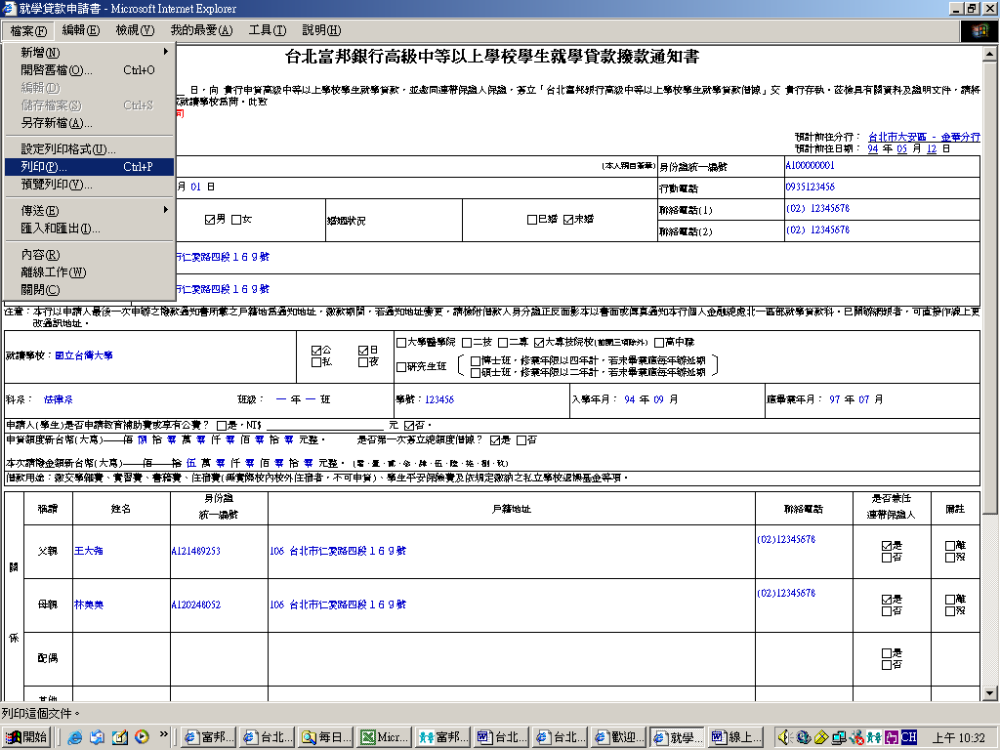 就學貸款申請書 - Microsoft Internet Explorer
檔案(F) 編輯(E) 檢視(V) 我的最愛(A) 工具(T) 說明(H)
新增(N)
開啓舊檔(O)... Ctrl+O
編輯(D)
儲存檔案(S) Ctrl+S
另存新檔(A)...
設定列印格式(U)...
列印(P)... Ctrl+P
預覽列印(V)...
傳送(E)
匯入和匯出(I)...
內容(R)
離線工作(W)
關閉(C)
台北富邦銀行高級中等以上學校學生就學貸款撥款通知書
日，向 貴行申貸高級中等以上學校學生就學貸款，並邀同連帶保證人保證，簽立「台北富邦銀行高級中等以上學校學生就學貸款借據」交 貴行存執。茲檢具有關資料及證明文件，請將
就讀學校為荷。此致
預計前往分行： 台北市大安區 - 金華分行
預計前往日期： 94 年 05 月 12 日
(本人親自簽章) 身份證統一編號 A100000001
月 01 日 行動電話 0935123456
☑男 □女 婚姻狀況 □已婚 ☑未婚 聯絡電話(1) (02) 12345678
聯絡電話(2) (02) 12345678
市仁愛路四段１６９號
市仁愛路四段１６９號
注意：本行以申請人最後一次申辦之撥款通知書所載之戶籍地為通知地址，繳款期間，若通知地址變更，請檢附借款人身分證正反面影本以書面或傳真通知本行個人金融總處北一區部就學貸款科。已開辦網銀者，可直接作線上更
改通訊地址。
就讀學校：國立台灣大學 ☑公 ☑日 □大學醫學院 □二技 □二專 ☑大專技院校(前開三項除外) □高中職
□私 □夜 □研究生班 □博士班，修業年限以四年計，若未畢業應每年辦延期
□碩士班，修業年限以二年計，若未畢業應每年辦延期
科系： 法律系 班級： 一 年 一 班 學號：123456 入學年月： 94 年 09 月 應畢業年月： 97 年 07 月
申請人(學生)是否申請教育補助費或享有公費？ □是，NT$ 元 ☑否。
申貸額度新台幣(大寫) 佰 捌 拾 零 萬 零 仟 零 佰 零 拾 零 元整。 是否第一次簽立總額度借據？ ☑是 □否
本次請撥金額新台幣(大寫) 佰 拾 伍 萬 零 仟 零 佰 零 拾 零 元整。 (零、壹、貳、參、肆、伍、陸、柒、捌、玖)
借款用途：繳交學雜費、實習費、書籍費、住宿費(無實際校內校外住宿者，不可申貸)、學生平安保險費及依規定繳納之私立學校退撫基金等項。
稱謂 姓名 身份證 統一編號 戶籍地址 聯絡電話 是否兼任 連帶保證人 備註
關
係
父親 王大強 A121489253 106 台北市仁愛路四段１６９號 (02)12345678 ☑是 □否 □離 □歿
母親 林美美 A120248052 106 台北市仁愛路四段１６９號 (02)12345678 ☑是 □否 □離 □歿
配偶 □是 □否
其他
列印這個文件。
開始 富邦... 台北... 每日... Micr... 富邦... 台北... 台北... 歡迎... 就學... 線上... CH 上午 10:32